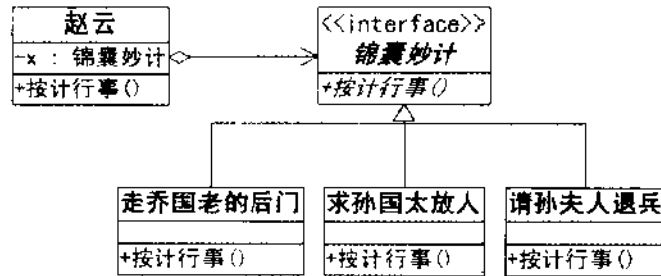 赵云
-x : 锦囊妙计
+按计行事()
<<interface>>
锦囊妙计
+按计行事()
走乔国老的后门
+按计行事()
求孙国太放人
+按计行事()
请孙夫人退兵
+按计行事()